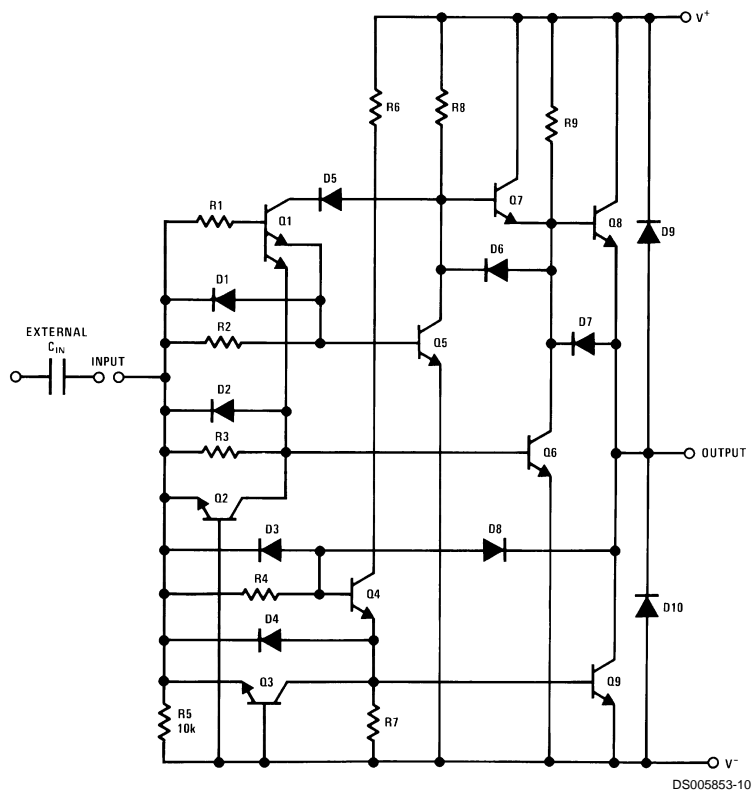 V+
R6
R8
R9
D5
R1
Q1
Q7
Q8
D9
D6
D1
D7
EXTERNAL
CIN
INPUT
R2
Q5
D2
R3
Q6
OUTPUT
Q2
D3
D8
R4
Q4
D4
D10
Q3
Q9
R5
10k
R7
V-
DS005853-10